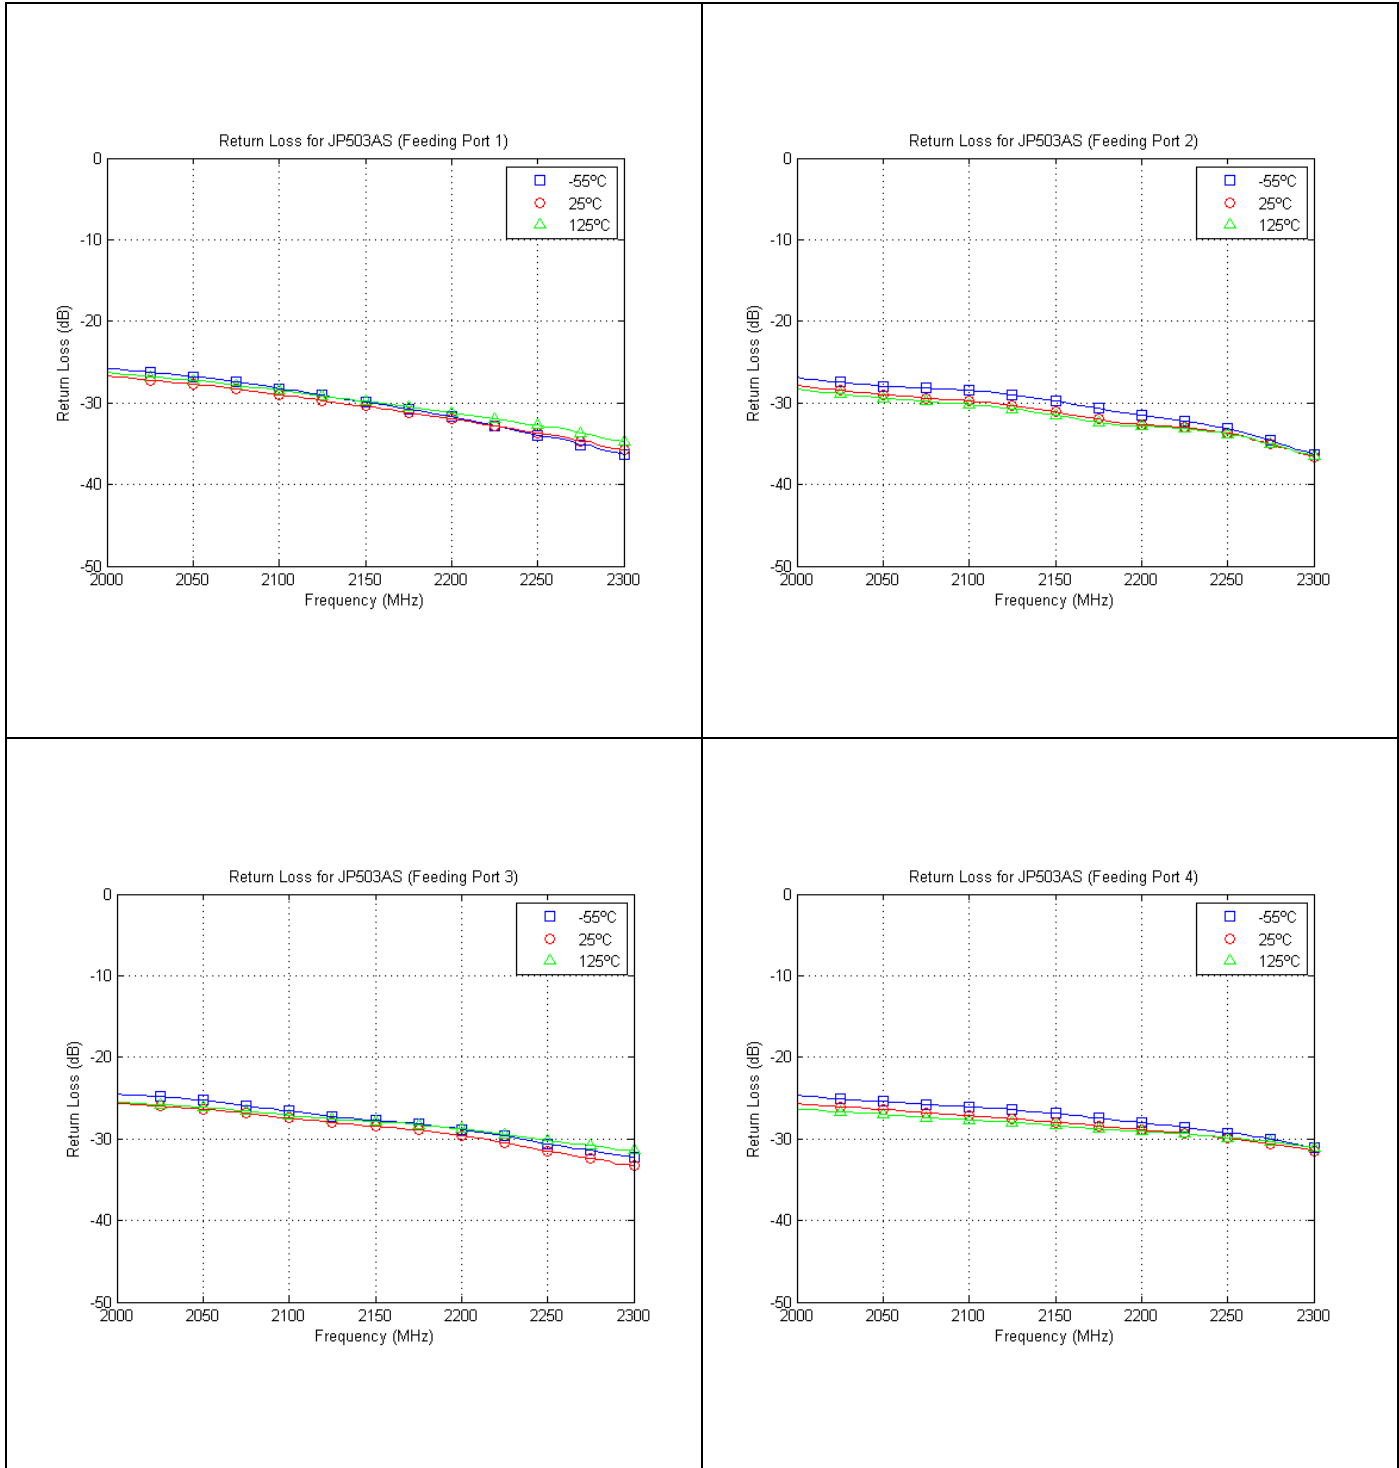 Return Loss for JP503AS (Feeding Port 1)
0
-10
-20
-30
-40
-50
Return Loss (dB)
-55ºC
25ºC
125ºC
2000 2050 2100 2150 2200 2250 2300
Frequency (MHz)
Return Loss for JP503AS (Feeding Port 2)
0
-10
-20
-30
-40
-50
Return Loss (dB)
-55ºC
25ºC
125ºC
2000 2050 2100 2150 2200 2250 2300
Frequency (MHz)
Return Loss for JP503AS (Feeding Port 3)
0
-10
-20
-30
-40
-50
Return Loss (dB)
-55ºC
25ºC
125ºC
2000 2050 2100 2150 2200 2250 2300
Frequency (MHz)
Return Loss for JP503AS (Feeding Port 4)
0
-10
-20
-30
-40
-50
Return Loss (dB)
-55ºC
25ºC
125ºC
2000 2050 2100 2150 2200 2250 2300
Frequency (MHz)